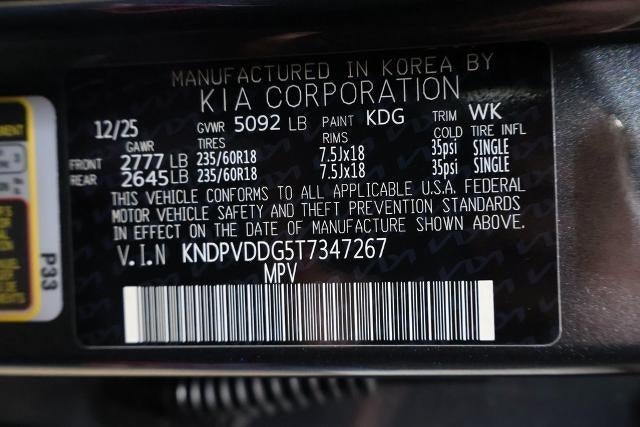 MANUFACTURED IN KOREA BY
KIA CORPORATION
12/25 GVWR 5092 LB PAINT KDG TRIM WK
GAWR TIRES RIMS COLD TIRE INFL
FRONT 2777 LB 235/60R18 7.5Jx18 35psi SINGLE
REAR 2645 LB 235/60R18 7.5Jx18 35psi SINGLE
THIS VEHICLE CONFORMS TO ALL APPLICABLE U.S.A. FEDERAL
MOTOR VEHICLE SAFETY AND THEFT PREVENTION STANDARDS
IN EFFECT ON THE DATE OF MANUFACTURE SHOWN ABOVE.
V.I.N KNDPVDDG5T7347267
MPV
P33